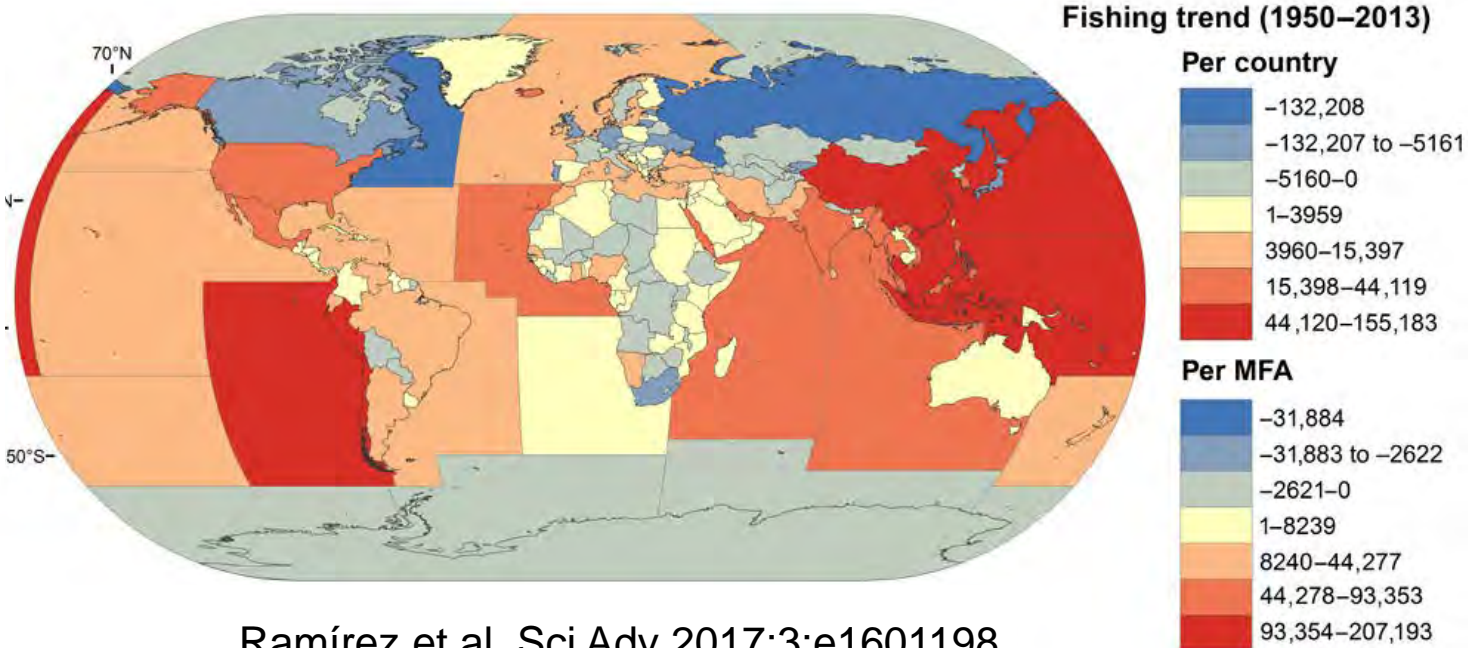 Fishing trend (1950–2013)
70°N
Per country
–132,208
–132,207 to –5161
–5160–0
1–3959
3960–15,397
15,398–44,119
44,120–155,183
N–
50°S–
Per MFA
–31,884
–31,883 to –2622
–2621–0
1–8239
8240–44,277
44,278–93,353
93,354–207,193
Ramírez et al. Sci Adv 2017;3:e1601198